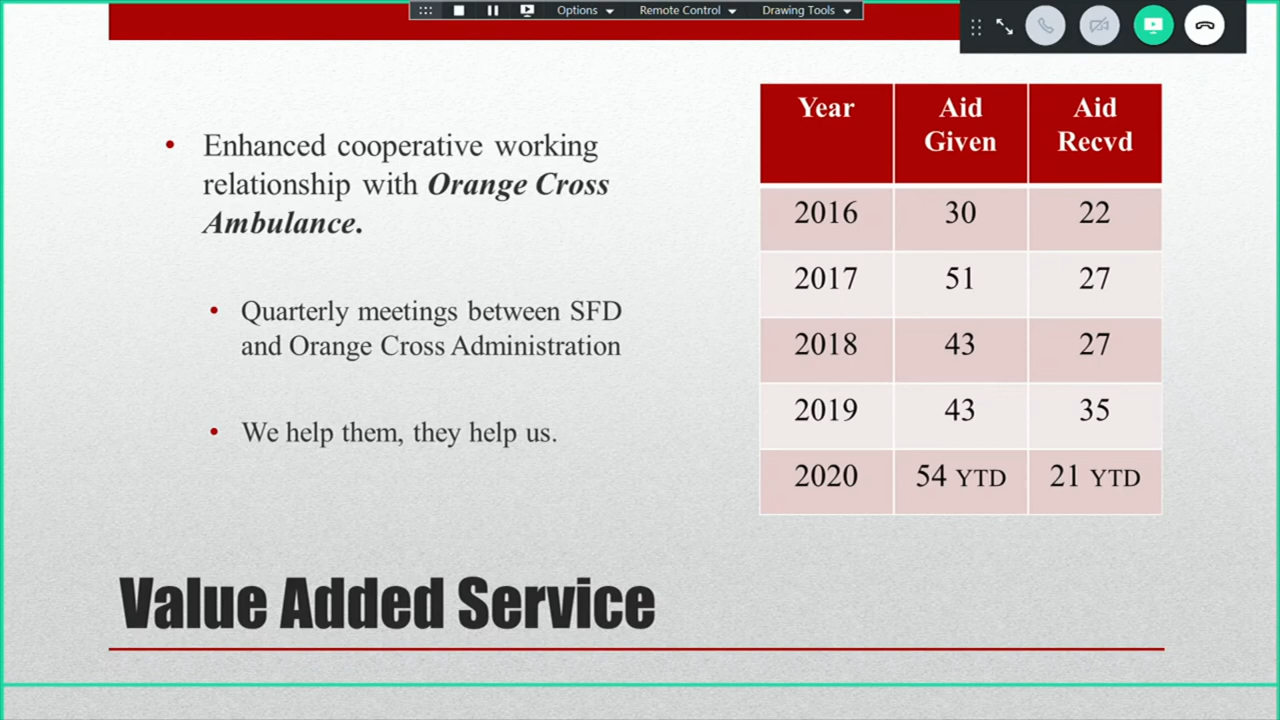 Options Remote Control Drawing Tools
• Enhanced cooperative working
relationship with Orange Cross
Ambulance.
• Quarterly meetings between SFD
and Orange Cross Administration
• We help them, they help us.
Year Aid Aid
Given Recvd
2016 30 22
2017 51 27
2018 43 27
2019 43 35
2020 54 YTD 21 YTD
Value Added Service